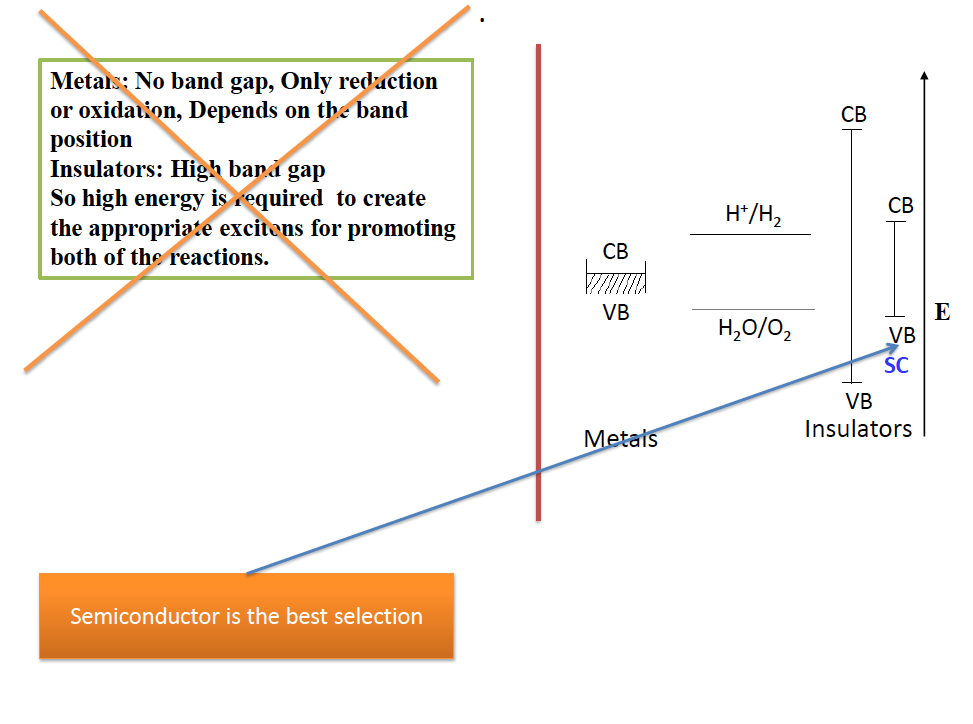 .
Metals: No band gap, Only reduction
or oxidation, Depends on the band
position
Insulators: High band gap
So high energy is required  to create
the appropriate excitons for promoting
both of the reactions.
CB
VB
Metals
H⁺/H₂
H₂O/O₂
CB
VB
Insulators
CB
VB
SC
E
Semiconductor is the best selection